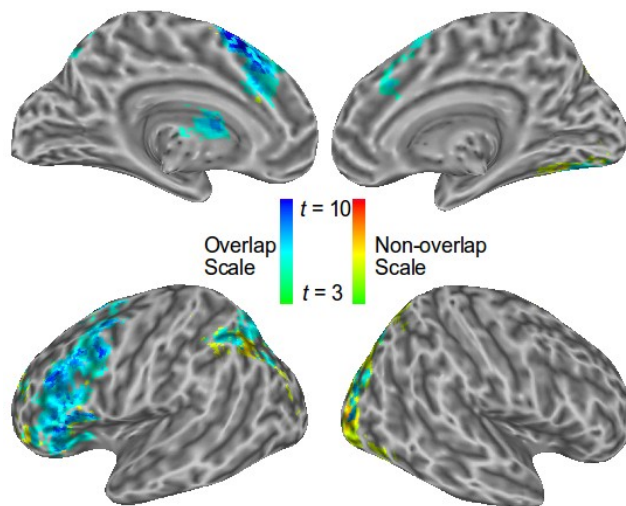 t = 10
Overlap
Scale
Non-overlap
Scale
t = 3